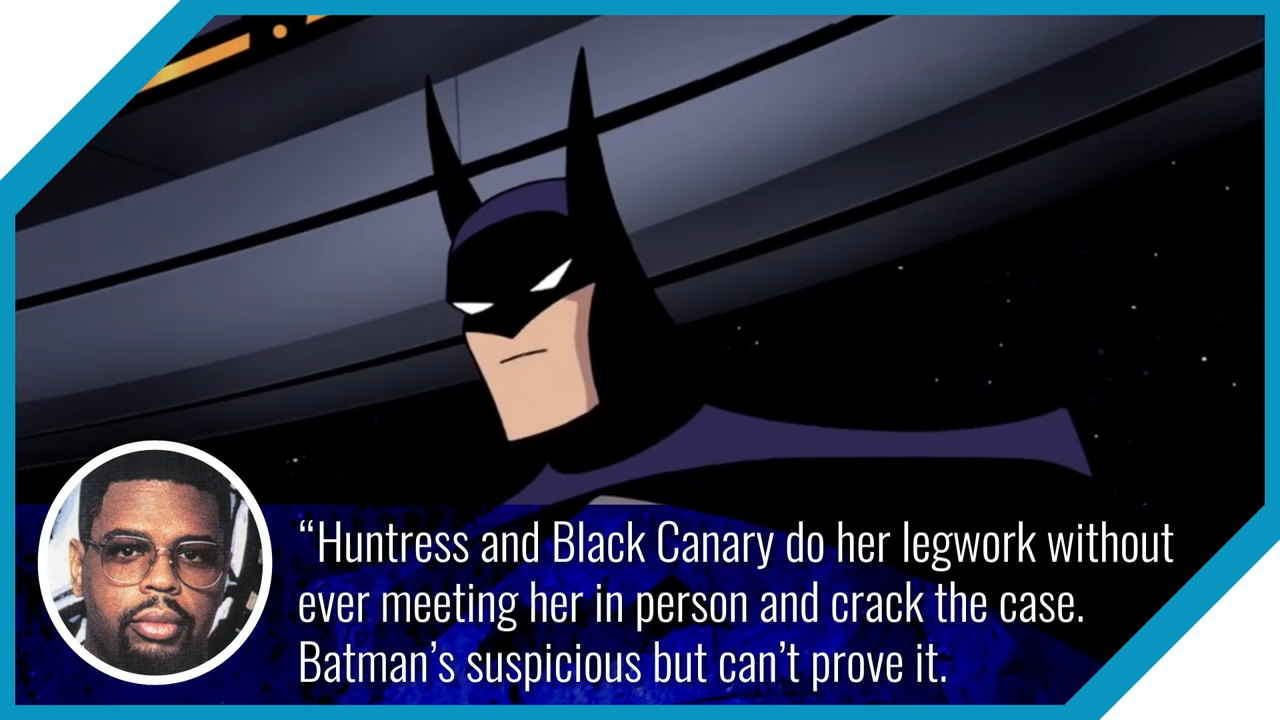 “Huntress and Black Canary do her legwork without
ever meeting her in person and crack the case.
Batman’s suspicious but can’t prove it.